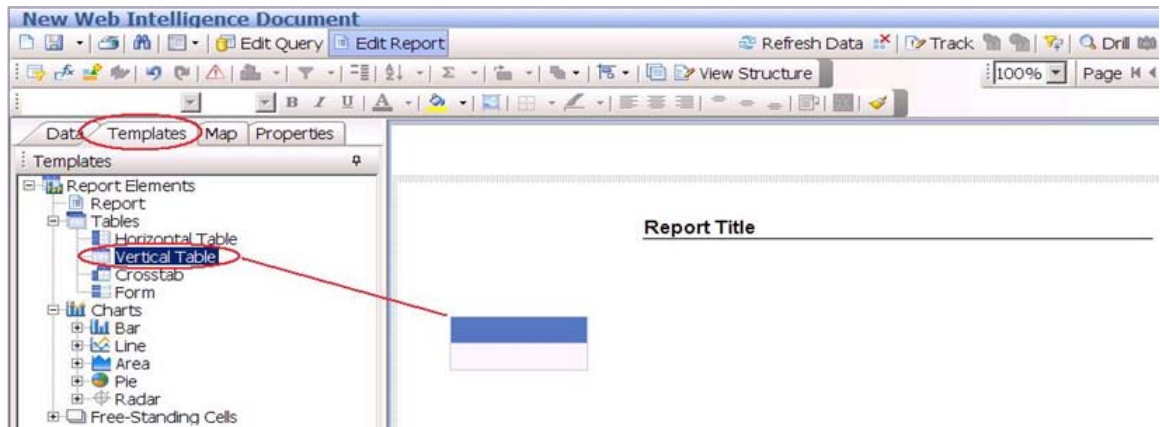 New Web Intelligence Document
Edit Query Edit Report Refresh Data Track Drill
View Structure 100% Page
B I U A
Data Templates Map Properties
Templates
Report Elements
Report
Tables
Horizontal Table
Vertical Table
Crosstab
Form
Charts
Bar
Line
Area
Pie
Radar
Free-Standing Cells
Report Title